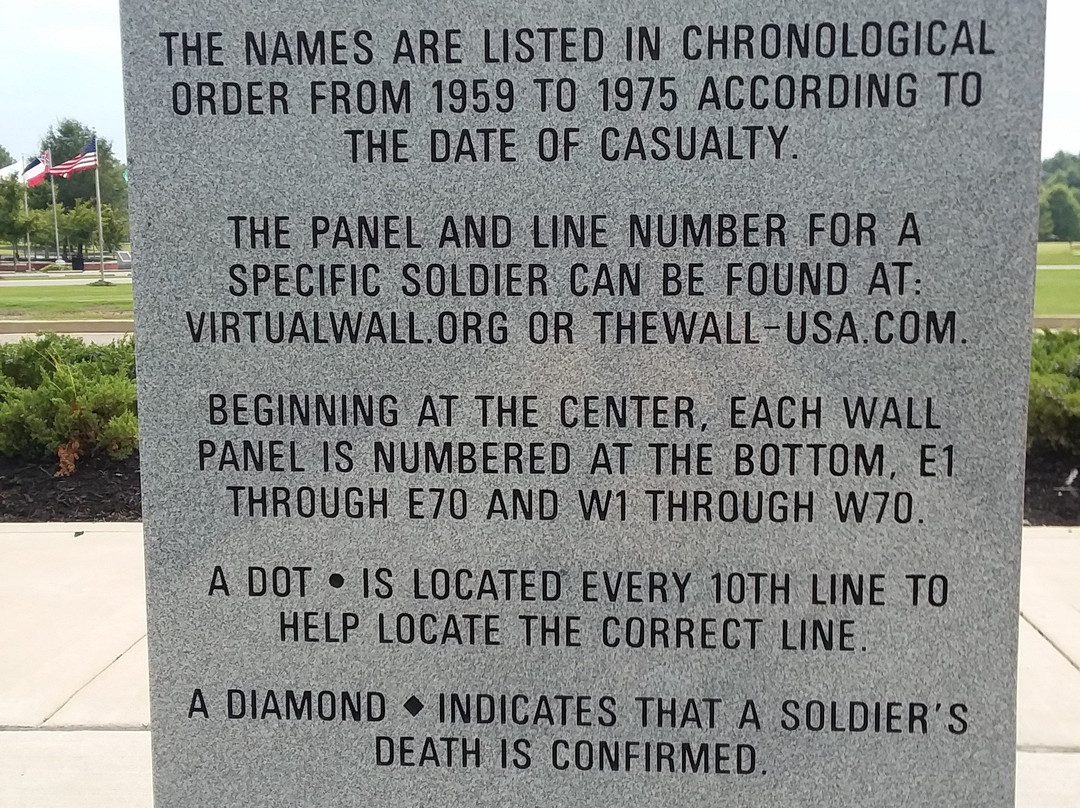 THE NAMES ARE LISTED IN CHRONOLOGICAL
ORDER FROM 1959 TO 1975 ACCORDING TO
THE DATE OF CASUALTY.
THE PANEL AND LINE NUMBER FOR A
SPECIFIC SOLDIER CAN BE FOUND AT:
VIRTUALWALL.ORG OR THEWALL-USA.COM.
BEGINNING AT THE CENTER, EACH WALL
PANEL IS NUMBERED AT THE BOTTOM, E1
THROUGH E70 AND W1 THROUGH W70.
A DOT ● IS LOCATED EVERY 10TH LINE TO
HELP LOCATE THE CORRECT LINE.
A DIAMOND ◆ INDICATES THAT A SOLDIER'S
DEATH IS CONFIRMED.